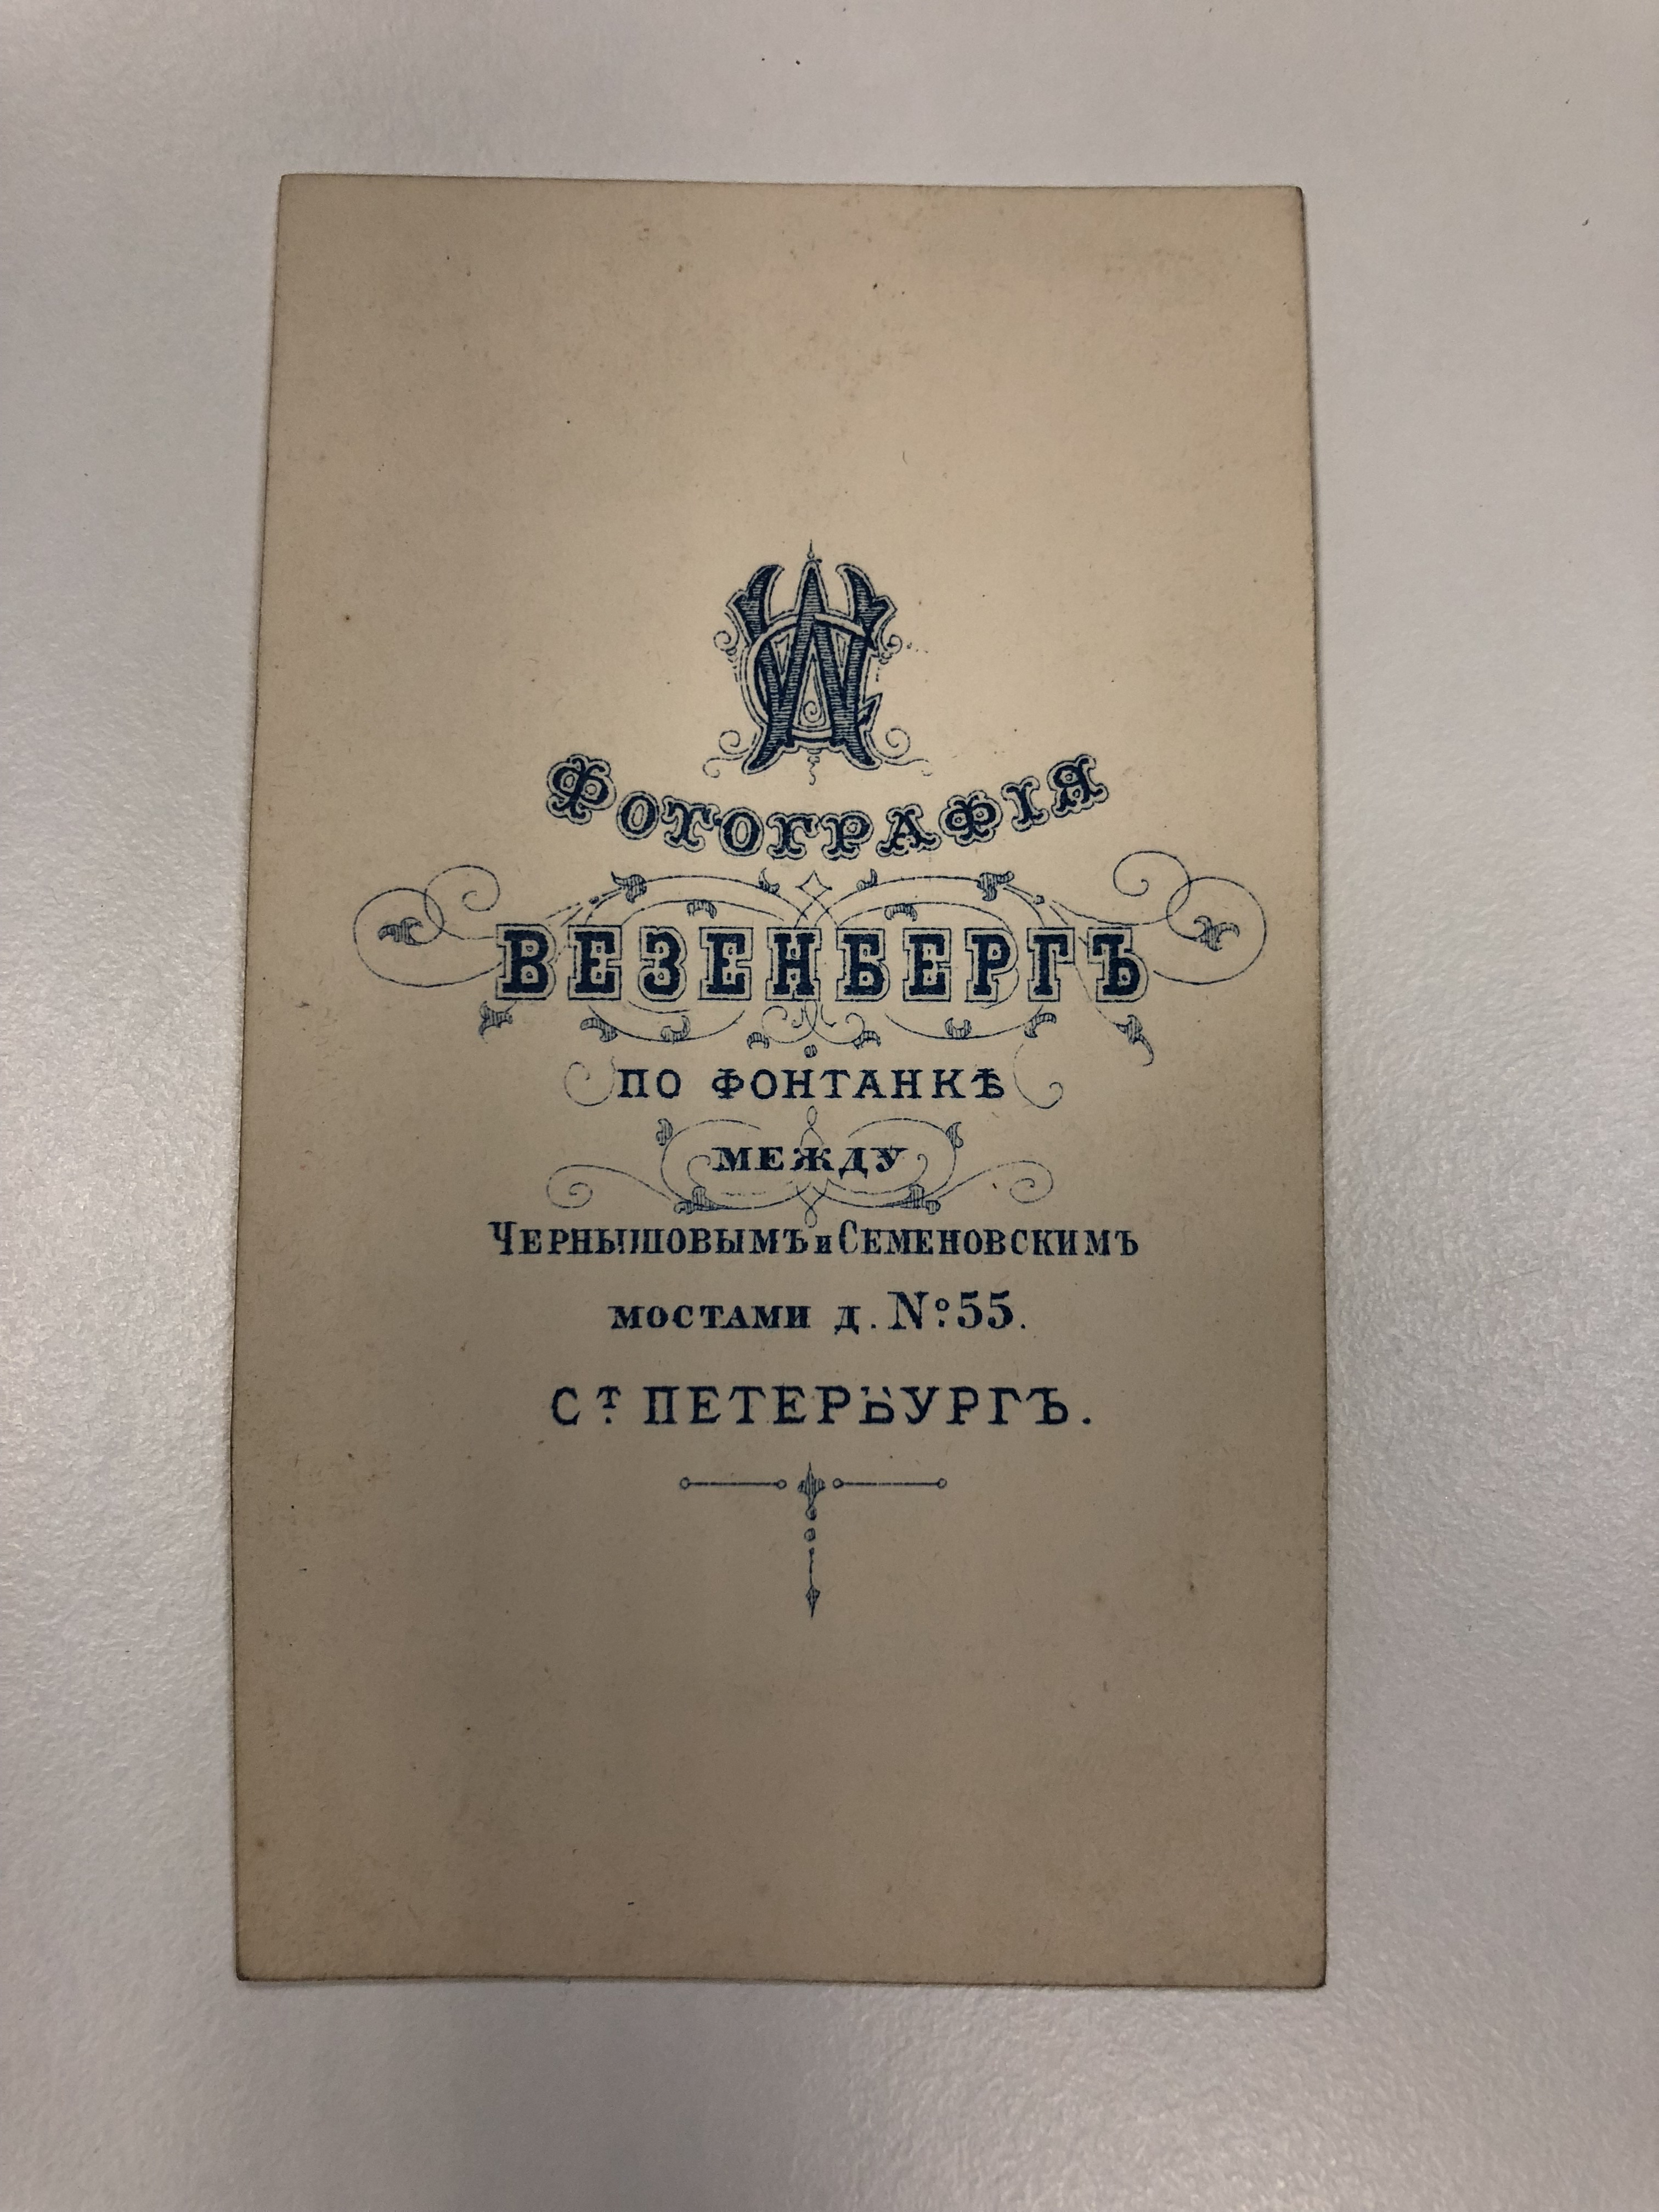 Фотографія
ВЕЗЕНБЕРГЪ
ПО ФОНТАНКѢ
МЕЖДУ
ЧЕРНЫШОВЫМЪ и СЕМЕНОВСКИМЪ
МОСТАМИ Д. №55.
СТ ПЕТЕРБУРГЪ.